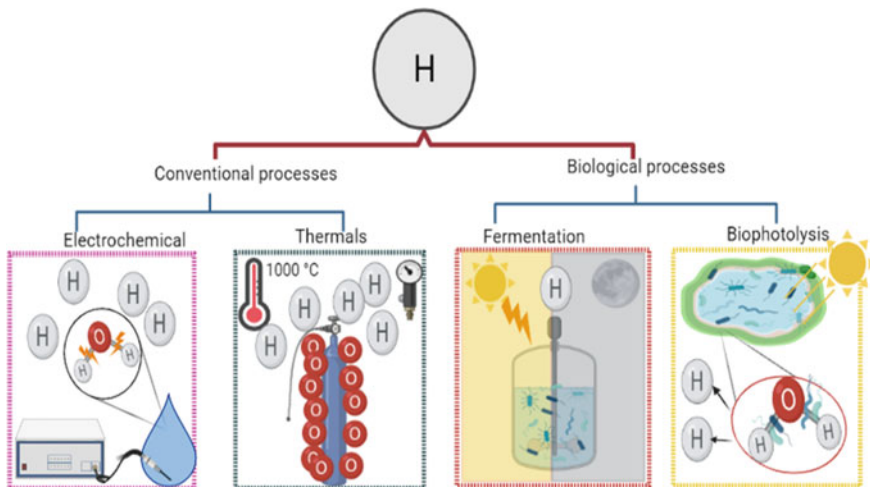 H
Conventional processes
Biological processes
Electrochemical
Thermals
Fermentation
Biophotolysis
H
H
H
H
O
H
H
1000 °C
H
H
H
H
H
O
O
O
O
O
O
O
O
O
O
O
O
H
H
H
O
H
H